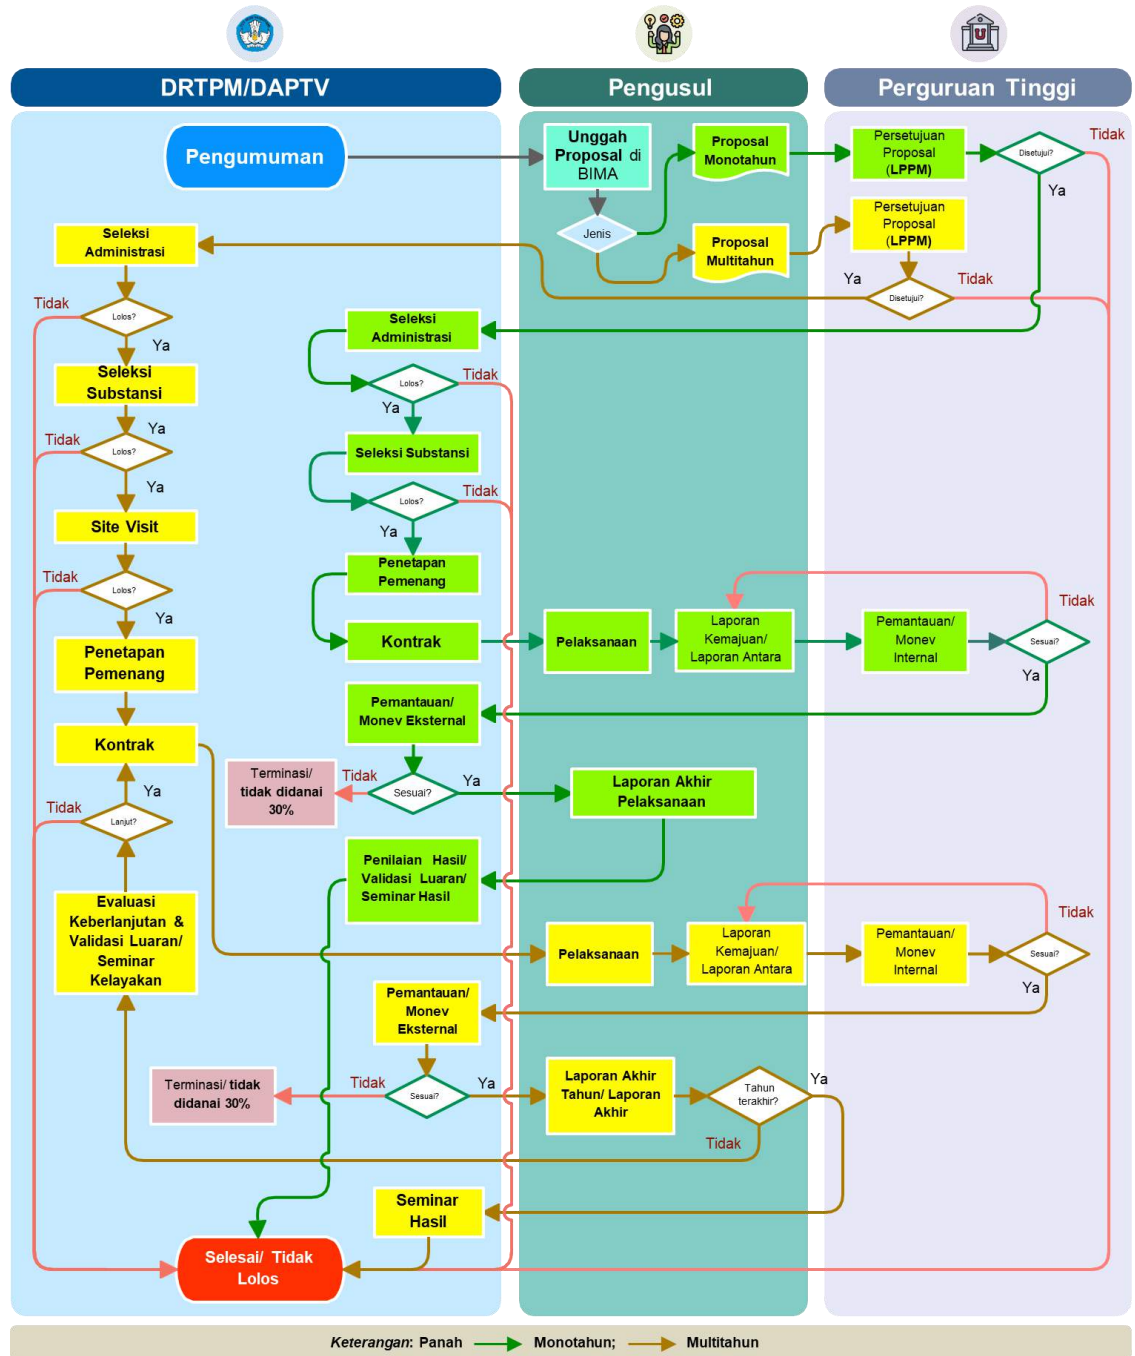 DRTPM/DAPTV
Pengusul
Perguruan Tinggi
Pengumuman
Unggah
Proposal di
BIMA
Jenis
Proposal
Monotahun
Persetujuan
Proposal
(LPPM)
Disetujui?
Tidak
Ya
Proposal
Multitahun
Persetujuan
Proposal
(LPPM)
Disetujui?
Ya
Tidak
Seleksi
Administrasi
Lolos?
Tidak
Ya
Seleksi
Substansi
Ya
Lolos?
Tidak
Ya
Site Visit
Lolos?
Tidak
Ya
Penetapan
Pemenang
Kontrak
Ya
Lanjut?
Tidak
Evaluasi
Keberlanjutan &
Validasi Luaran/
Seminar
Kelayakan
Seleksi
Administrasi
Lolos?
Tidak
Ya
Seleksi Substansi
Lolos?
Tidak
Ya
Penetapan
Pemenang
Kontrak
Pelaksanaan
Laporan
Kemajuan/
Laporan Antara
Pemantauan/
Monev
Internal
Sesuai?
Tidak
Ya
Pemantauan/
Monev Eksternal
Sesuai?
Tidak
Ya
Terminasi/
tidak didanai
30%
Laporan Akhir
Pelaksanaan
Penilaian Hasil/
Validasi Luaran/
Seminar Hasil
Pelaksanaan
Laporan
Kemajuan/
Laporan Antara
Pemantauan/
Monev
Internal
Sesuai?
Tidak
Ya
Pemantauan/
Monev
Eksternal
Sesuai?
Tidak
Ya
Terminasi/ tidak
didanai 30%
Laporan Akhir
Tahun/ Laporan
Akhir
Tahun
terakhir?
Ya
Tidak
Seminar
Hasil
Selesai/ Tidak
Lolos
Keterangan: Panah Monotahun; Multitahun